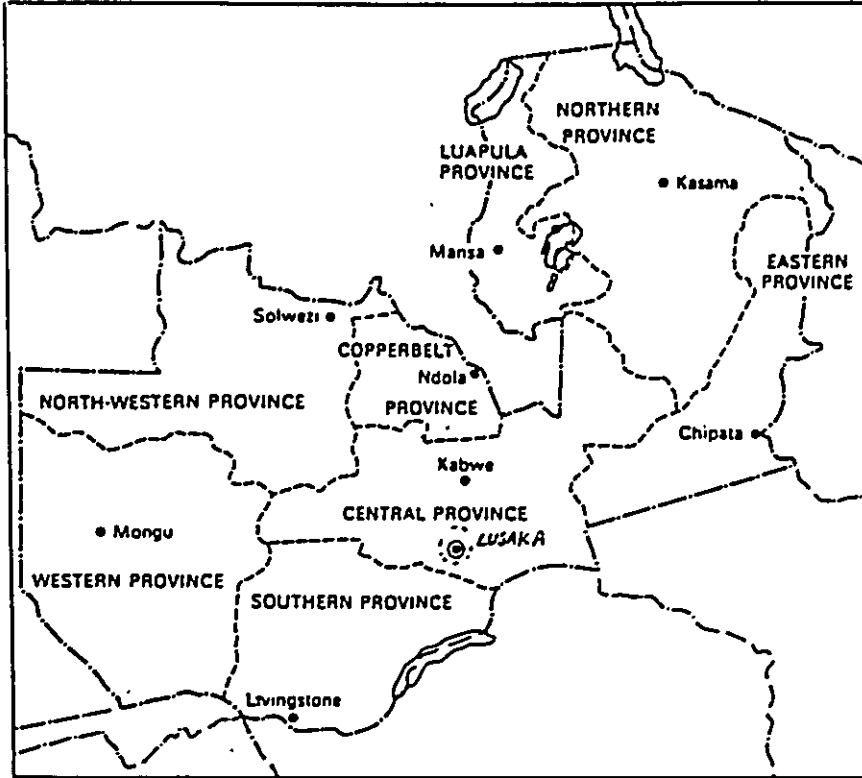 NORTHERN
PROVINCE
LUAPULA
PROVINCE
Kasama
Mansa
EASTERN
PROVINCE
Solwezi
COPPERBELT
Ndola
PROVINCE
NORTH-WESTERN PROVINCE
Chipata
Kabwe
CENTRAL PROVINCE
Mongu
LUSAKA
WESTERN PROVINCE
SOUTHERN PROVINCE
Livingstone